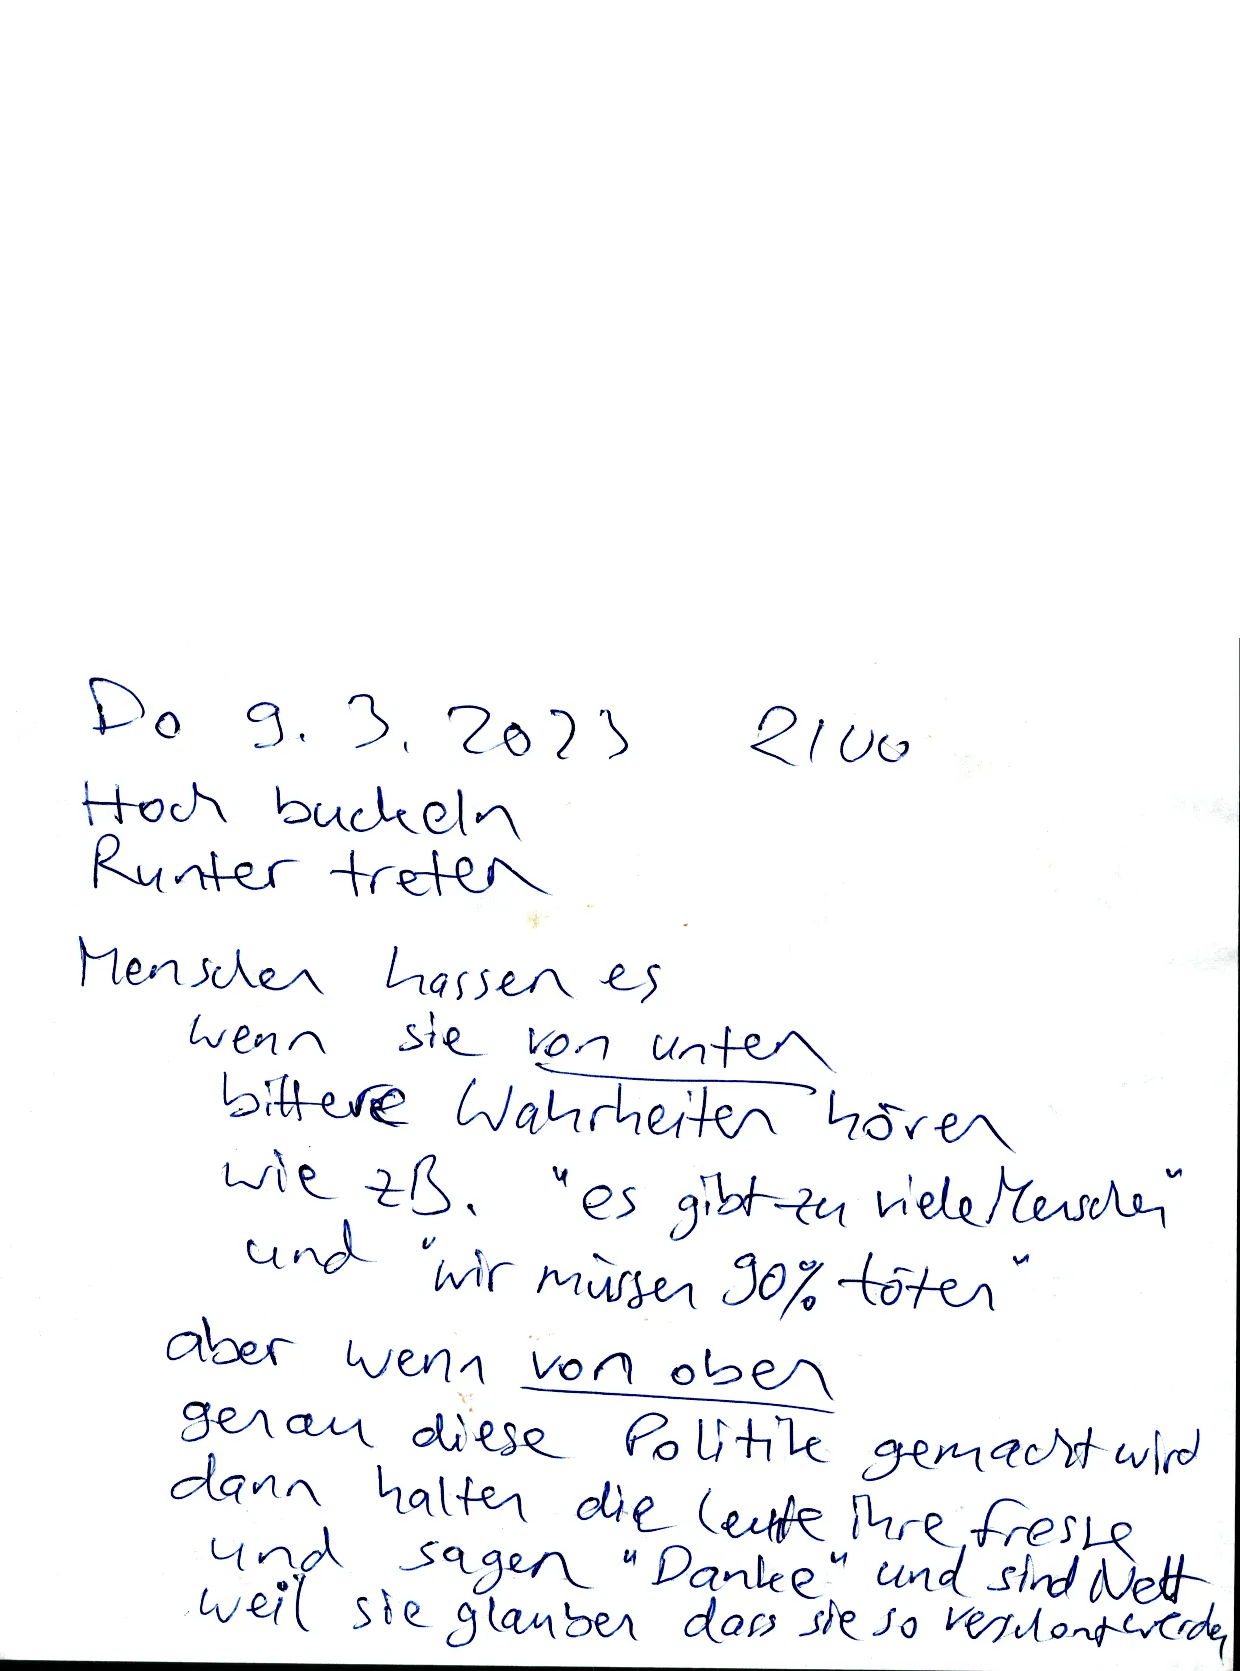 Do 9.3.2023 2100
Hoch buckeln
Runter treten
Menschen hassen es
wenn sie von unten
bittere Wahrheiten hören
wie zB. "es gibt zu viele Menschen"
und "wir müssen 90% töten"
aber wenn von oben
genau diese Politik gemacht wird
dann halten die Leute ihre fresse
und sagen "Danke" und sind Nett
weil sie glauben dass sie so verschont werden